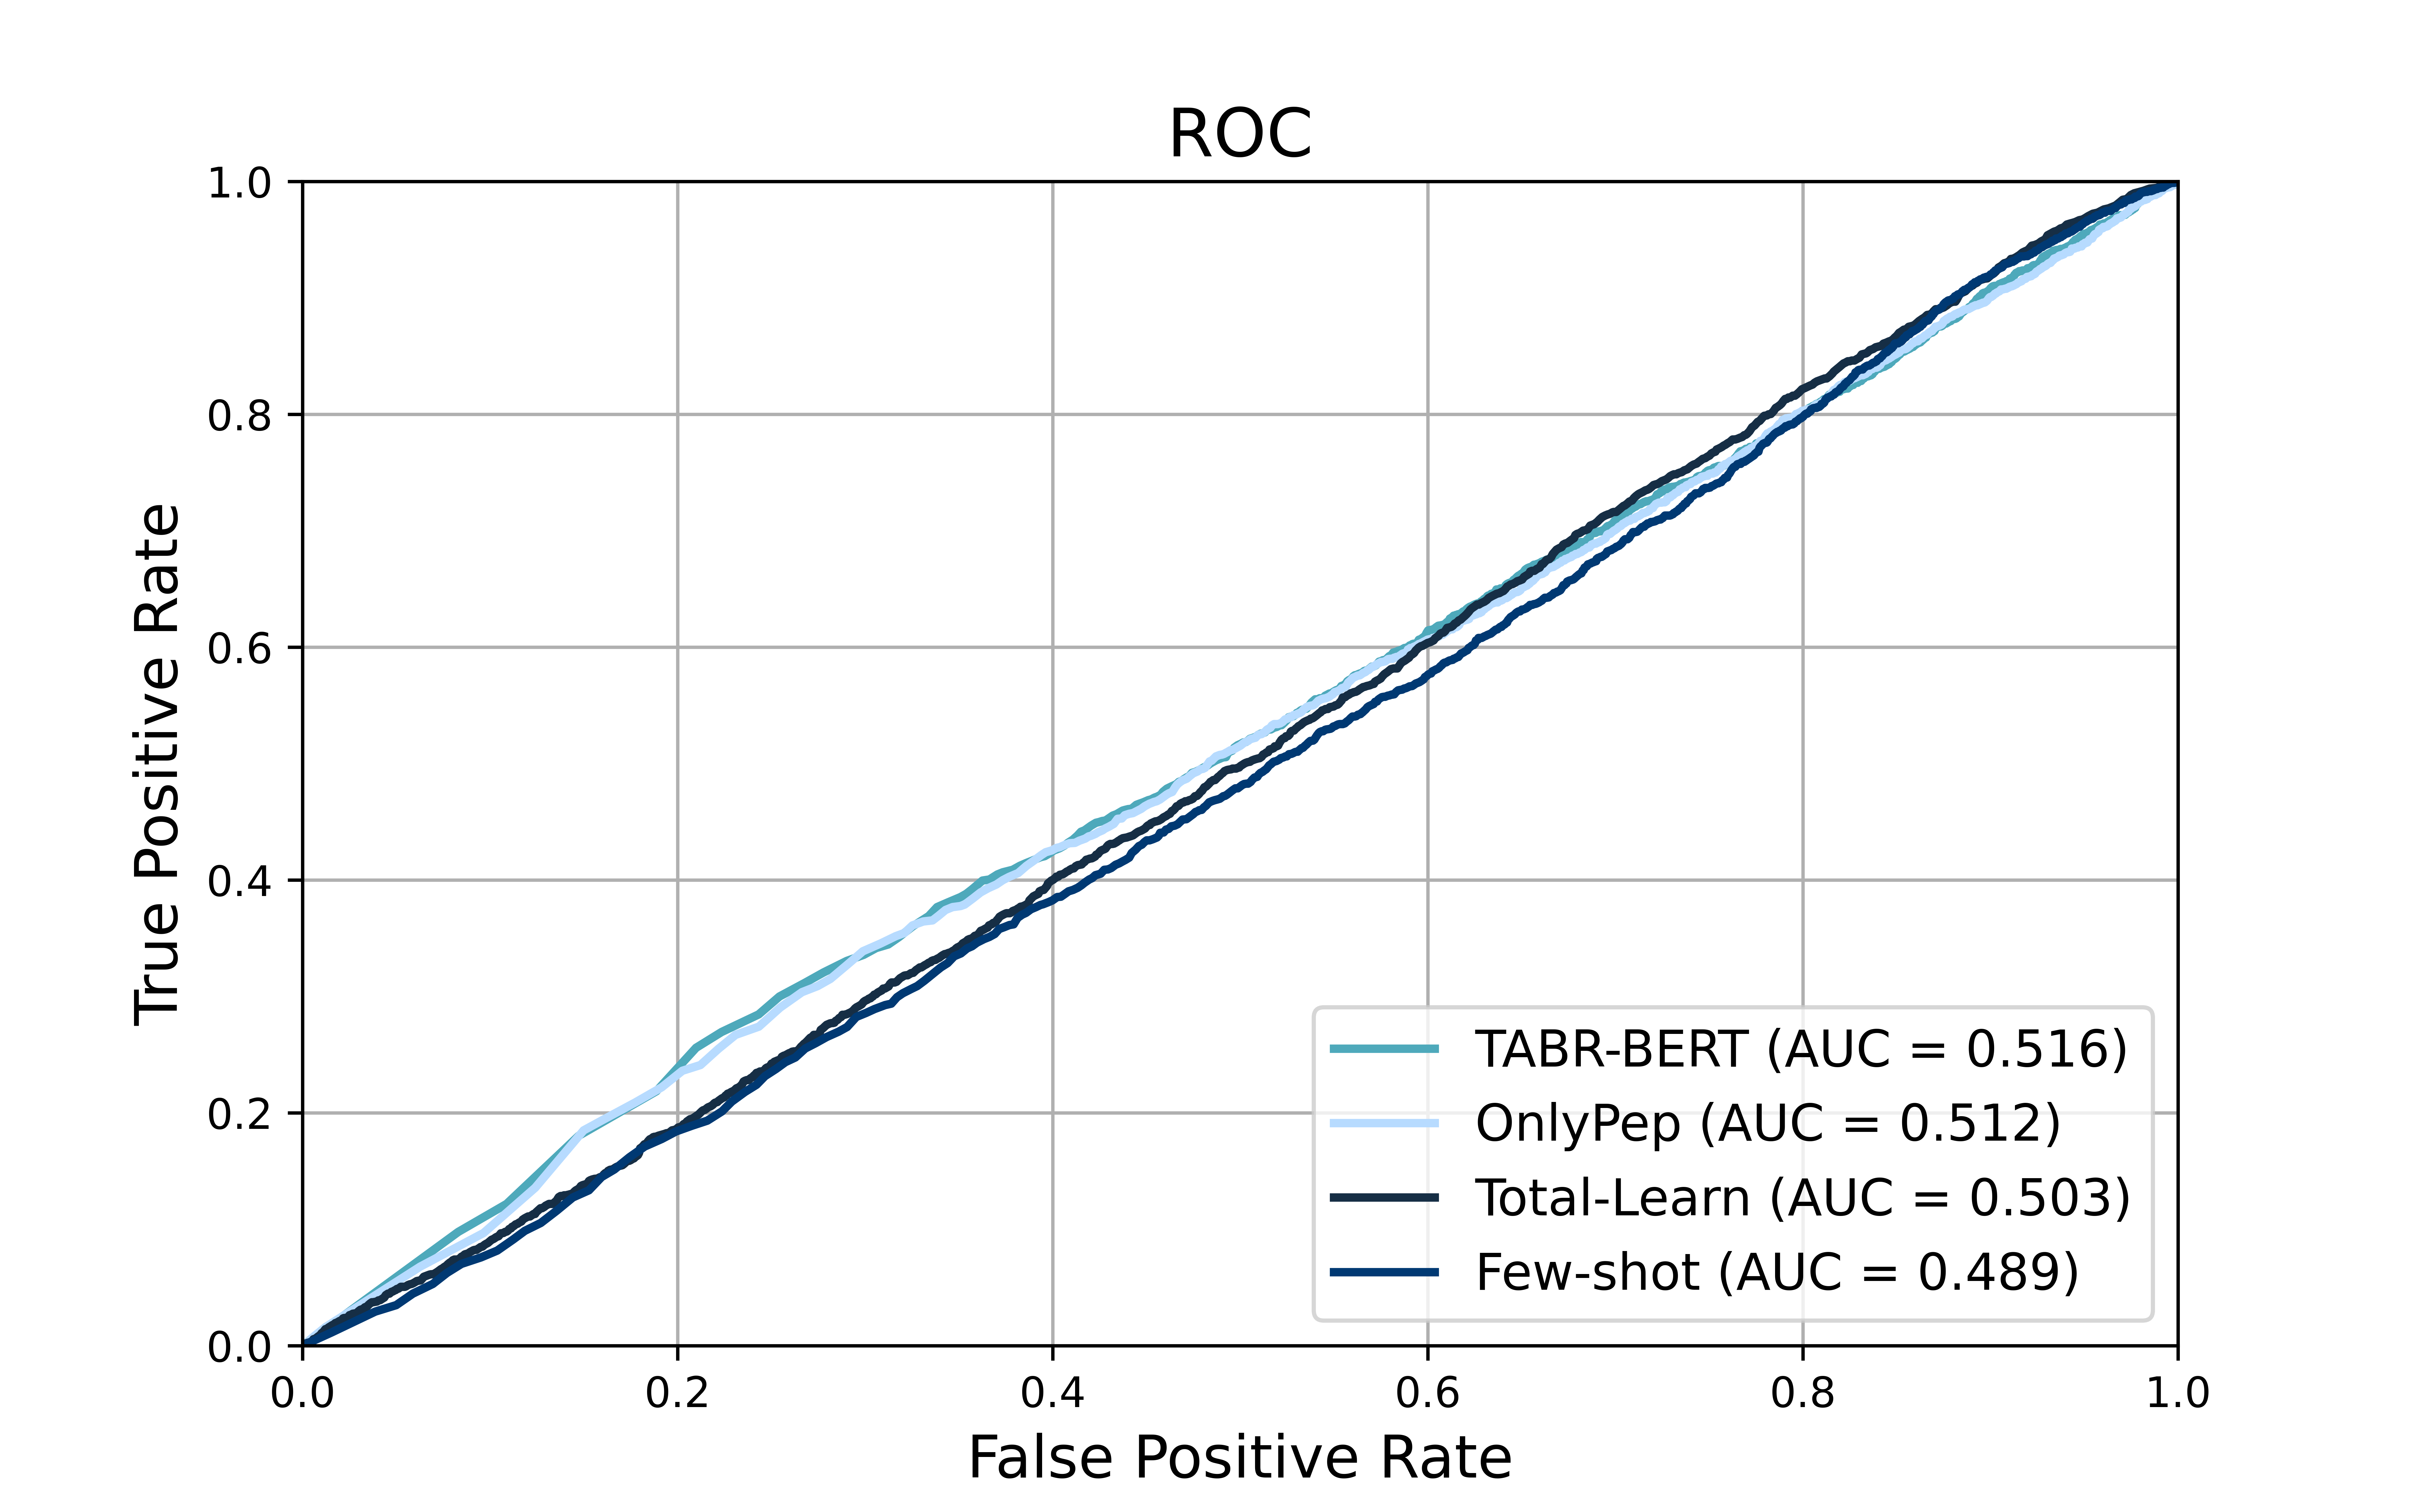 ROC
True Positive Rate
1.0
0.8
0.6
0.4
0.2
0.0
TABR-BERT (AUC = 0.516)
OnlyPep (AUC = 0.512)
Total-Learn (AUC = 0.503)
Few-shot (AUC = 0.489)
0.0 0.2 0.4 0.6 0.8 1.0
False Positive Rate